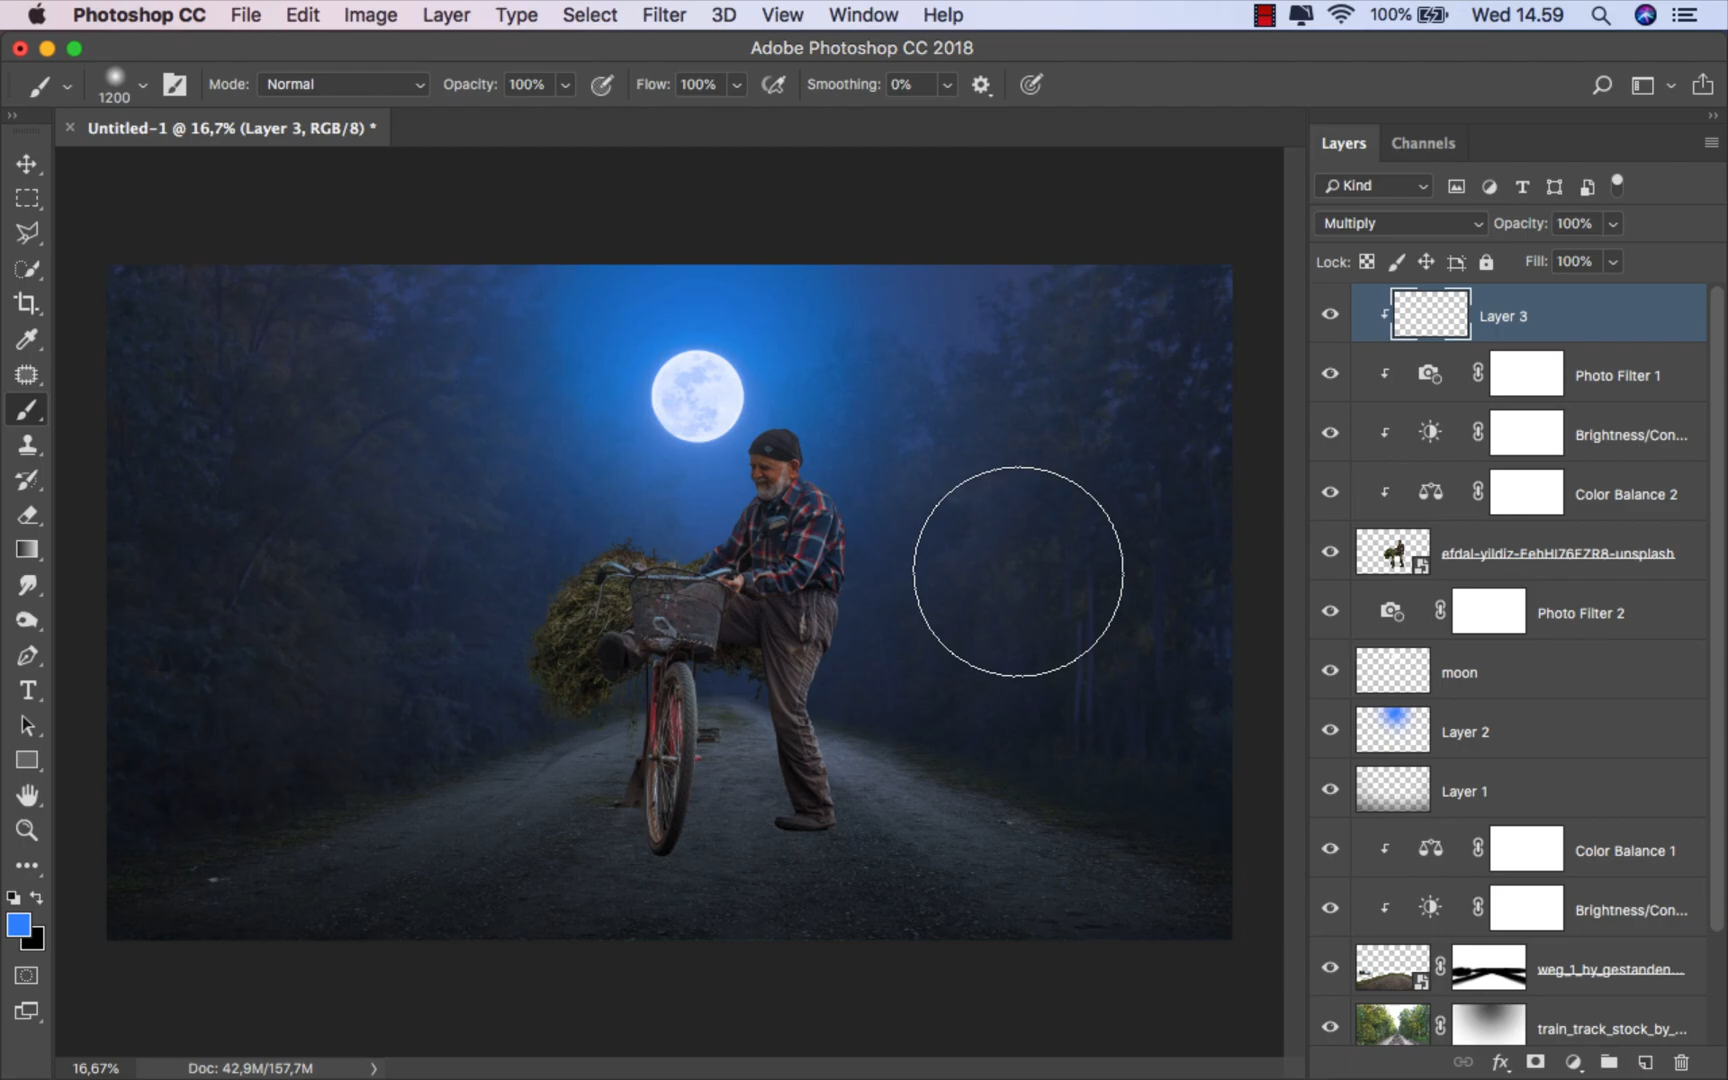 Photoshop CC File Edit Image Layer Type Select Filter 3D View Window Help 100% Wed 14.59
Adobe Photoshop CC 2018
1200 Mode: Normal Opacity: 100% Flow: 100% Smoothing: 0%
× Untitled-1 @ 16,7% (Layer 3, RGB/8) *
Layers Channels
Kind
Multiply Opacity: 100%
Lock: Fill: 100%
Layer 3
Photo Filter 1
Brightness/Con...
Color Balance 2
efdal-yildiz-EehHI76EZR8-unsplash
Photo Filter 2
moon
Layer 2
Layer 1
Color Balance 1
Brightness/Con...
weg_1_by_gestanden...
train_track_stock_by_...
16,67% Doc: 42,9M/157,7M